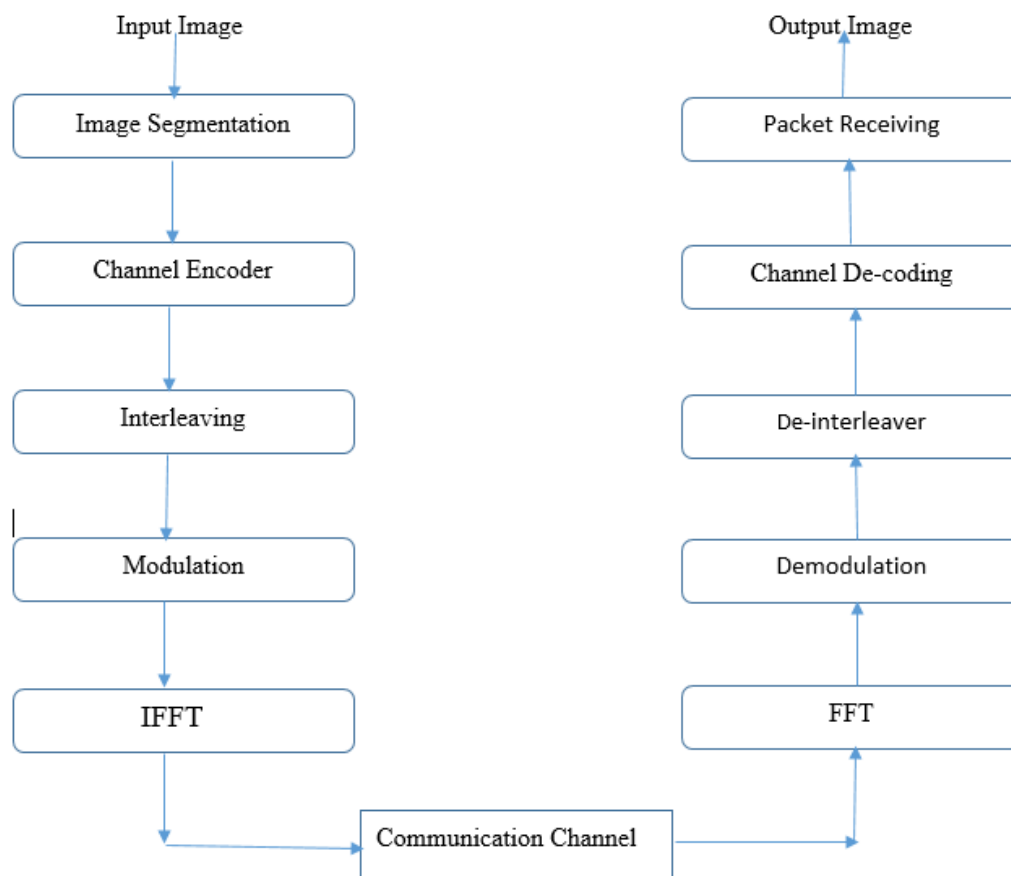 Input Image
Image Segmentation
Channel Encoder
Interleaving
Modulation
IFFT
Communication Channel
FFT
Demodulation
De-interleaver
Channel De-coding
Packet Receiving
Output Image